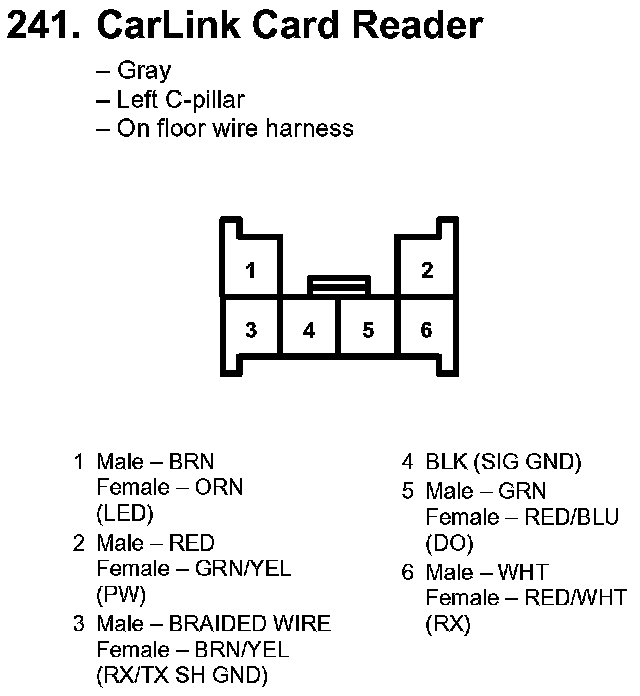 241. CarLink Card Reader
– Gray
– Left C-pillar
– On floor wire harness
1 2
3 4 5 6
1 Male – BRN
Female – ORN
(LED)
2 Male – RED
Female – GRN/YEL
(PW)
3 Male – BRAIDED WIRE
Female – BRN/YEL
(RX/TX SH GND)
4 BLK (SIG GND)
5 Male – GRN
Female – RED/BLU
(DO)
6 Male – WHT
Female – RED/WHT
(RX)